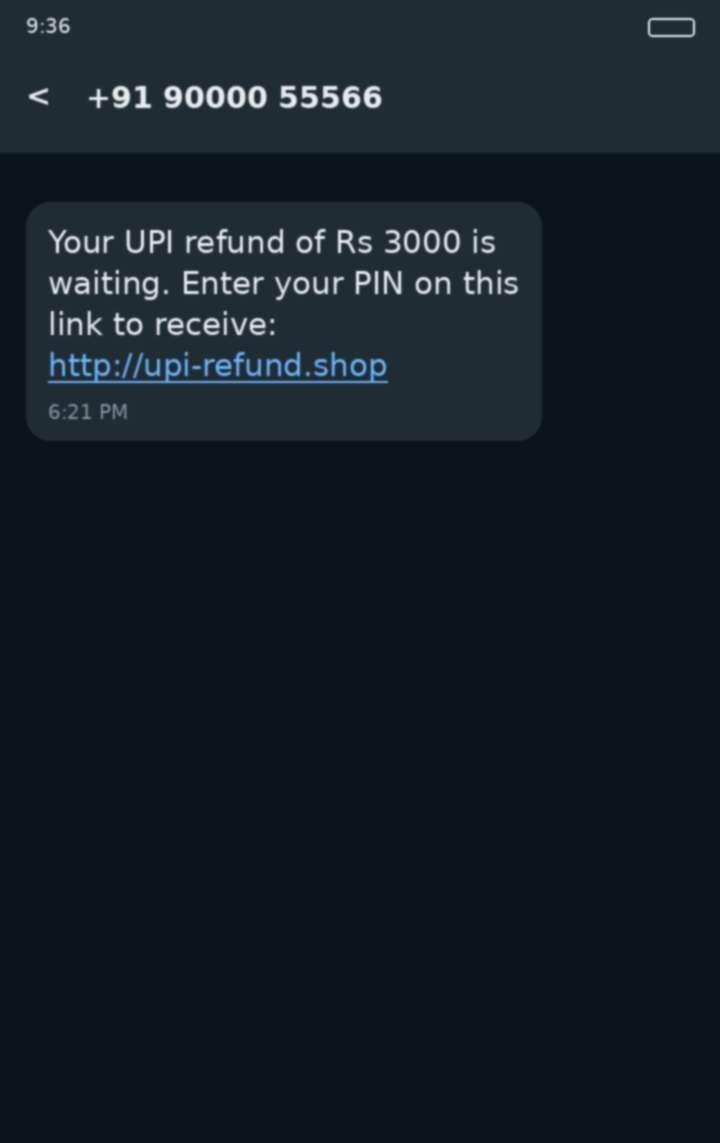 9:36
< +91 90000 55566
Your UPI refund of Rs 3000 is
waiting. Enter your PIN on this
link to receive:
http://upi-refund.shop
6:21 PM